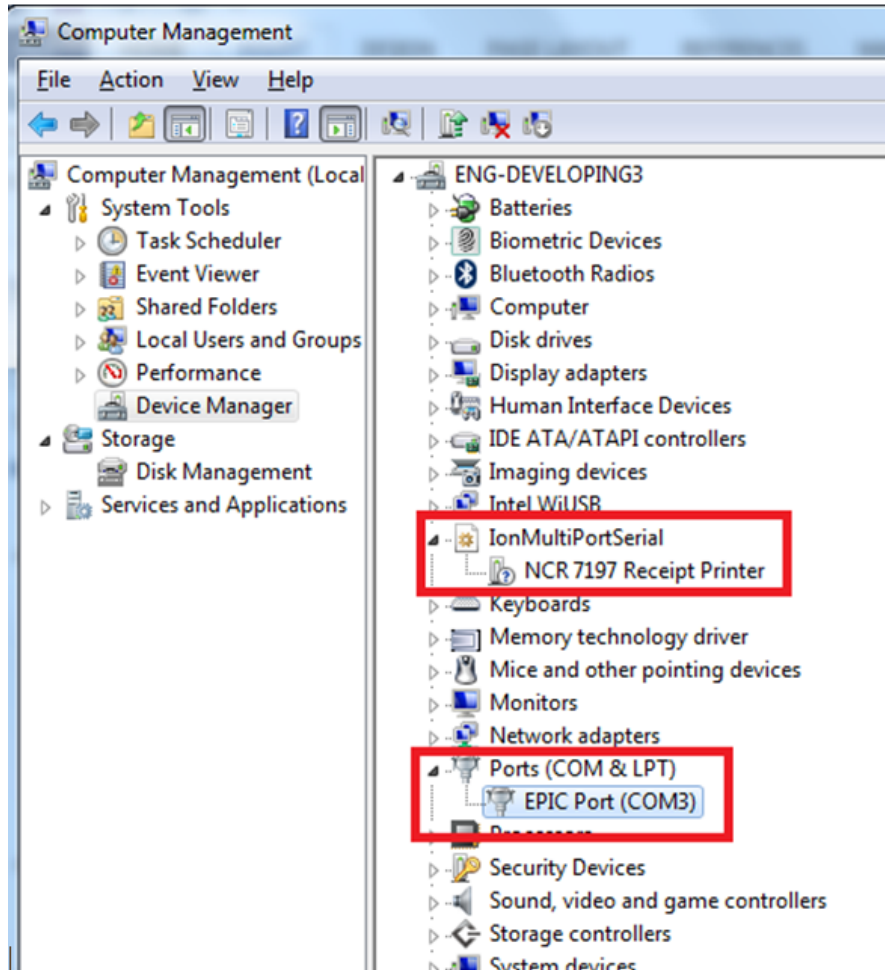 Computer Management
File Action View Help
Computer Management (Local
System Tools
Task Scheduler
Event Viewer
Shared Folders
Local Users and Groups
Performance
Device Manager
Storage
Disk Management
Services and Applications
ENG-DEVELOPING3
Batteries
Biometric Devices
Bluetooth Radios
Computer
Disk drives
Display adapters
Human Interface Devices
IDE ATA/ATAPI controllers
Imaging devices
Intel WiUSB
IonMultiPortSerial
NCR 7197 Receipt Printer
Keyboards
Memory technology driver
Mice and other pointing devices
Monitors
Network adapters
Ports (COM & LPT)
EPIC Port (COM3)
Processors
Security Devices
Sound, video and game controllers
Storage controllers
System devices